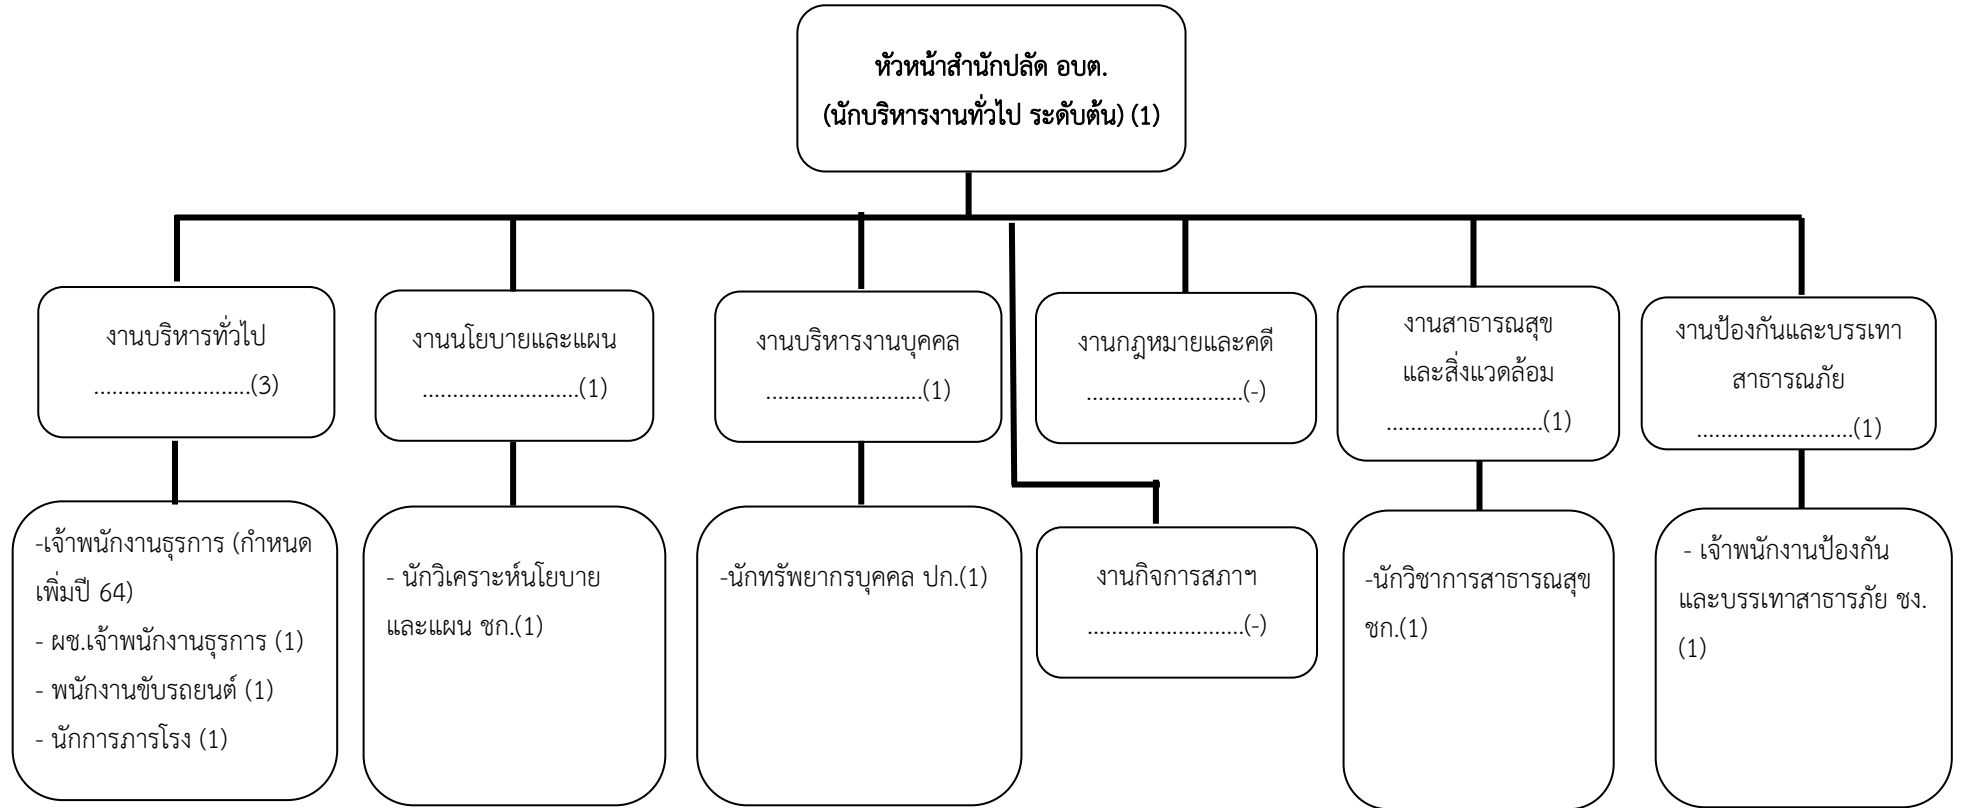 หัวหน้าสำนักปลัด อบต.
(นักบริหารงานทั่วไป ระดับต้น) (1)
งานบริหารทั่วไป
..........................(3)
งานนโยบายและแผน
..........................(1)
งานบริหารงานบุคคล
..........................(1)
งานกฎหมายและคดี
..........................(-)
งานสาธารณสุข
และสิ่งแวดล้อม
..........................(1)
งานป้องกันและบรรเทา
สาธารณภัย
..........................(1)
-เจ้าพนักงานธุรการ (กำหนด
เพิ่มปี 64)
- ผช.เจ้าพนักงานธุรการ (1)
- พนักงานขับรถยนต์ (1)
- นักการภารโรง (1)
- นักวิเคราะห์นโยบาย
และแผน ชก.(1)
-นักทรัพยากรบุคคล ปก.(1)
งานกิจการสภาฯ
..........................(-)
-นักวิชาการสาธารณสุข
ชก.(1)
- เจ้าพนักงานป้องกัน
และบรรเทาสาธารภัย ชง.
(1)